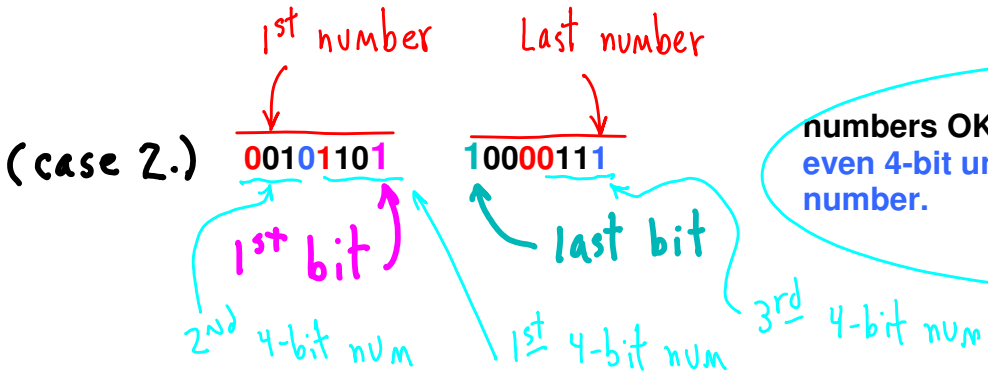 1st number Last number
(case 2.) 00101101 10000111
numbers OK
even 4-bit
number.
1st bit last bit
2nd 4-bit num 1st 4-bit num 3rd 4-bit num